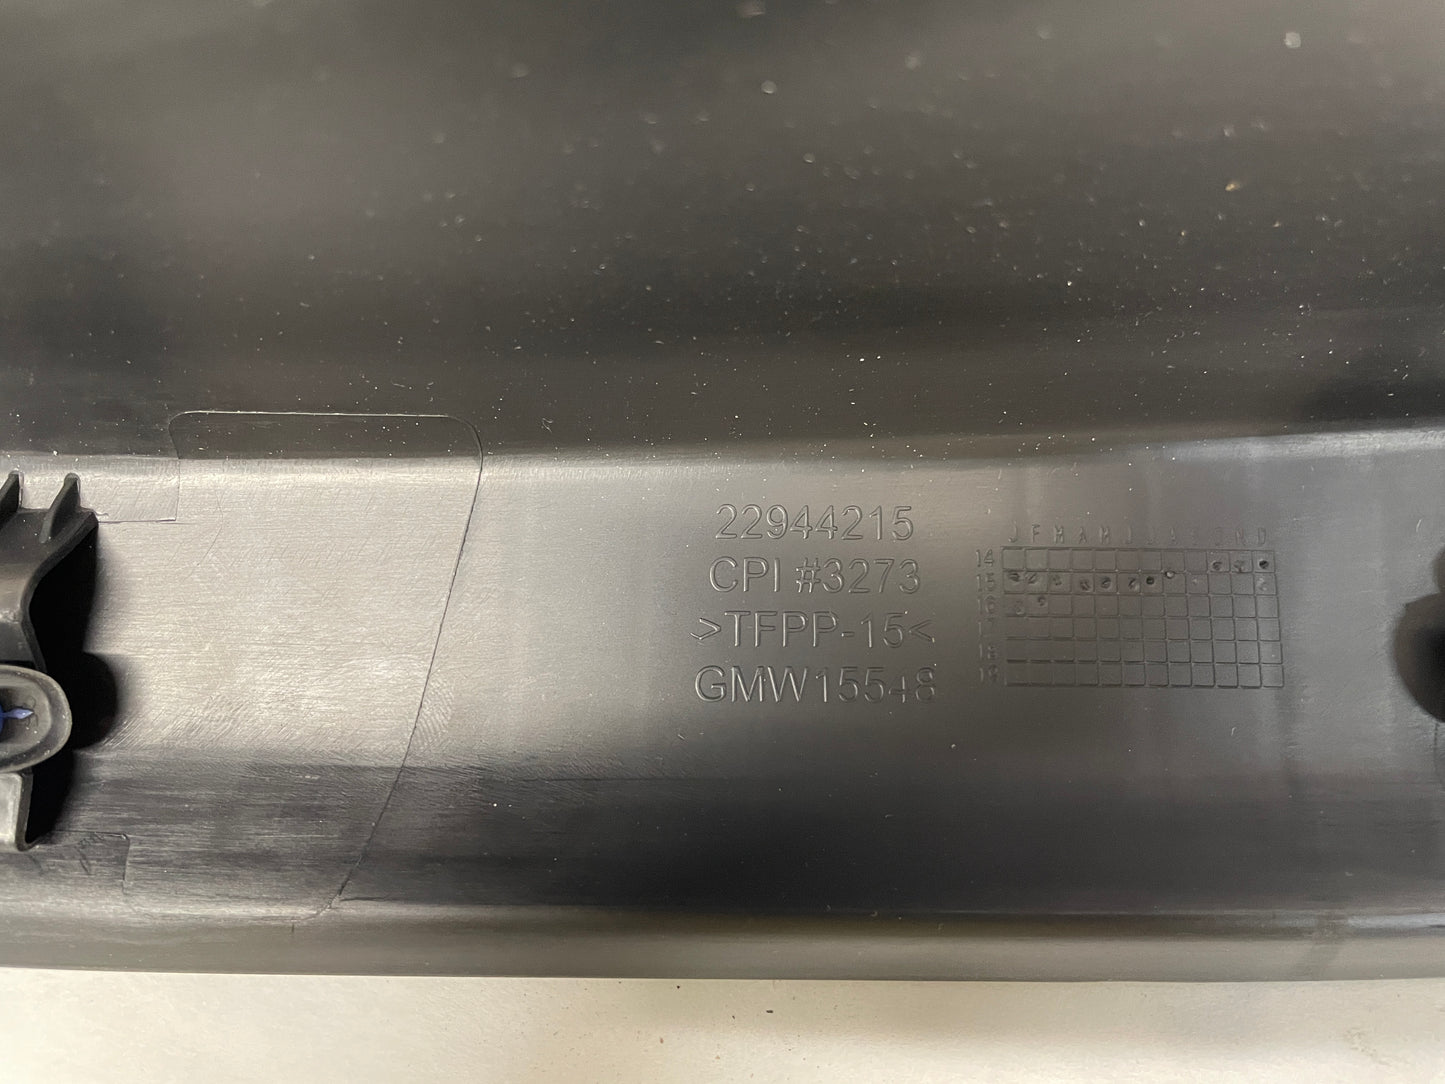 22944215
CPI #3273
>TFPP-15<
GMW15548
J F M A M J J A S O N D
14
15
16
17
18
19